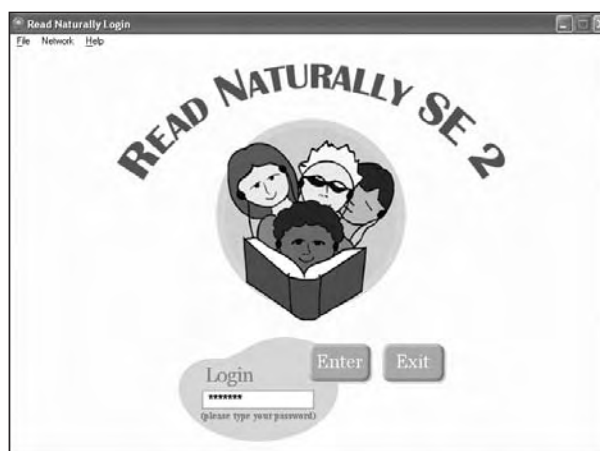 Read Naturally Login
File Network Help
READ NATURALLY SE 2
Enter Exit
Login
*******
(please type your password)